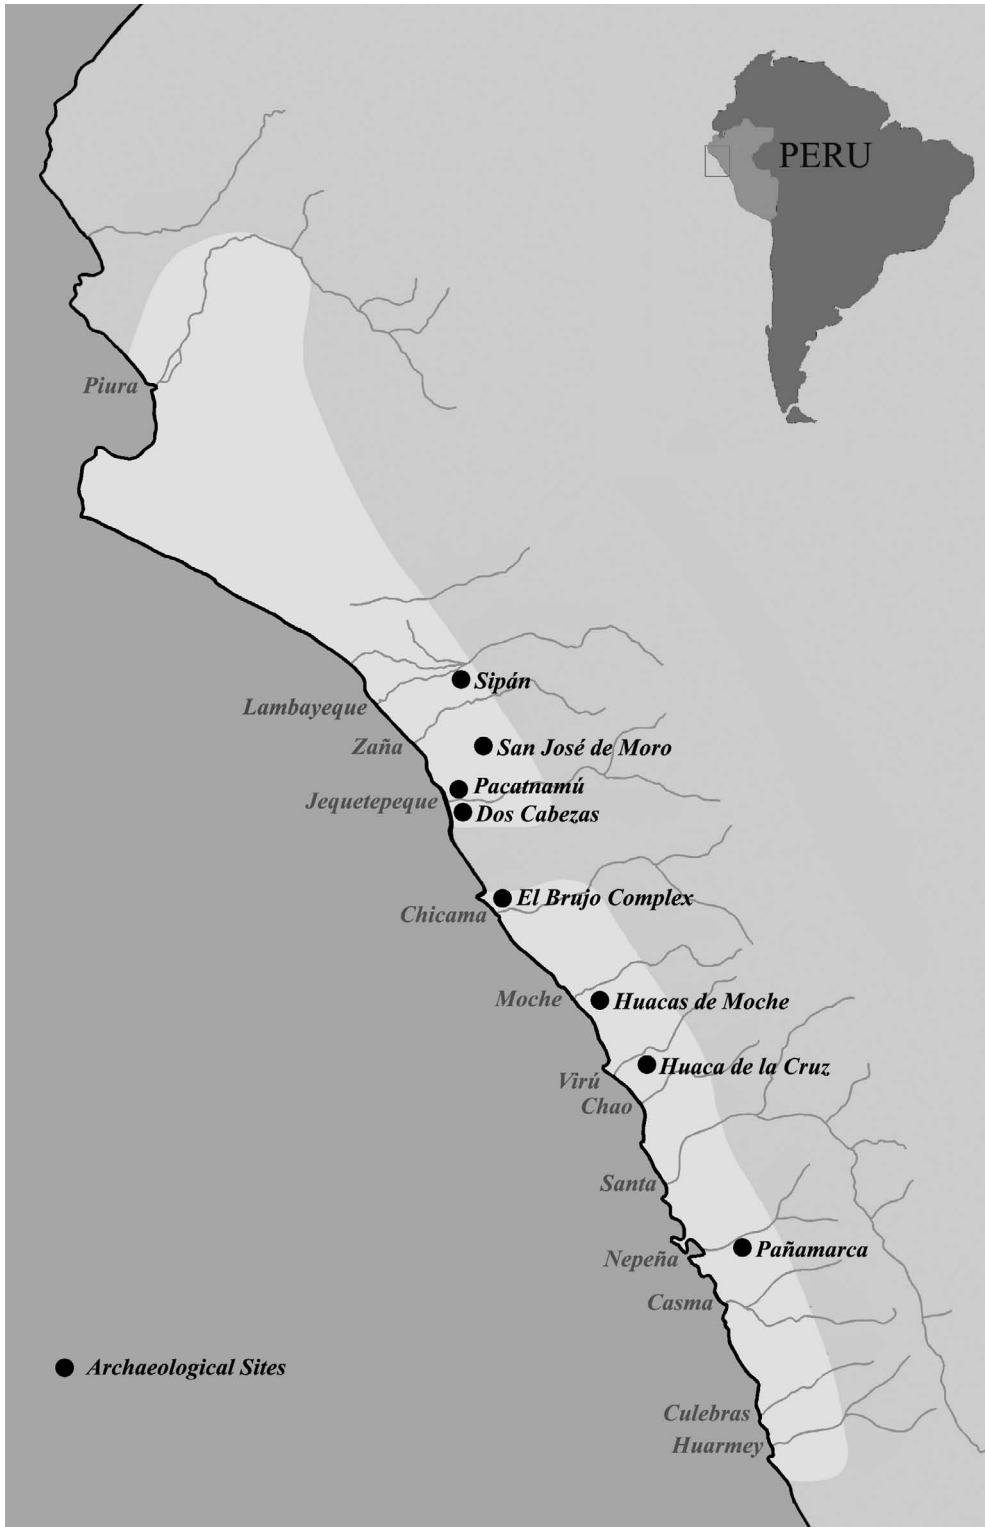 PERU
Piura
Sipán
Lambayeque
Zaña
San José de Moro
Pacatnamú
Jequetepeque
Dos Cabezas
El Brujo Complex
Chicama
Moche
Huacas de Moche
Huaca de la Cruz
Virú
Chao
Santa
Pañamarca
Nepeña
Casma
Archaeological Sites
Culebras
Huarmey